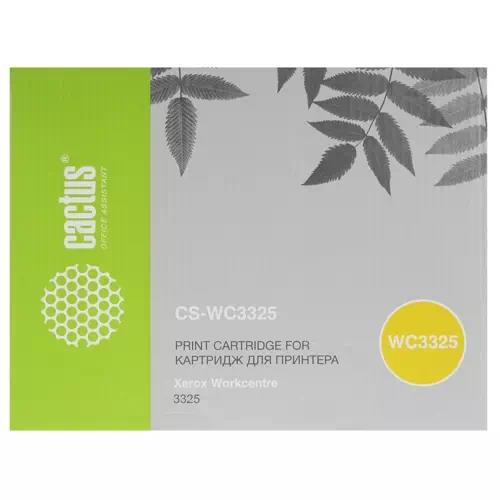 cactus®
OFFICE ASSISTANT
CS-WC3325
PRINT CARTRIDGE FOR
КАРТРИДЖ ДЛЯ ПРИНТЕРА
Xerox Workcentre
3325
WC3325